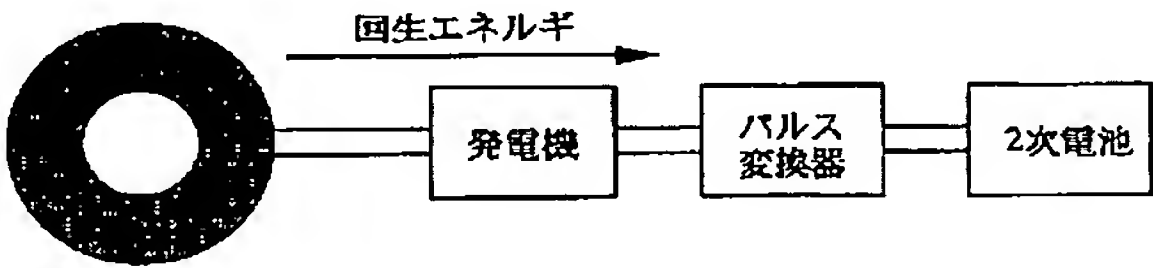 回生エネルギ
発電機
パルス
変換器
2次電池